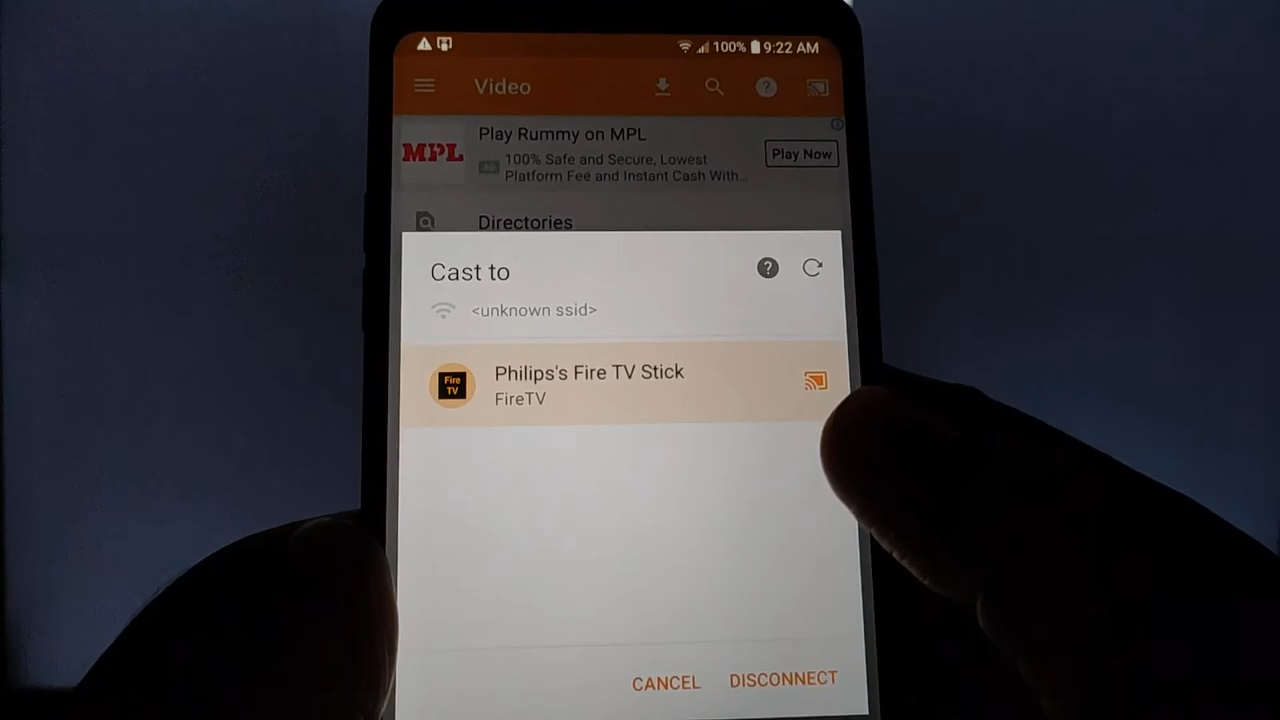 100% 9:22 AM
Video
?
Play Rummy on MPL
MPL
Ad
100% Safe and Secure, Lowest
Platform Fee and Instant Cash With...
Play Now
Directories
Cast to
?
<unknown ssid>
Fire
TV
Philips's Fire TV Stick
FireTV
CANCEL
DISCONNECT